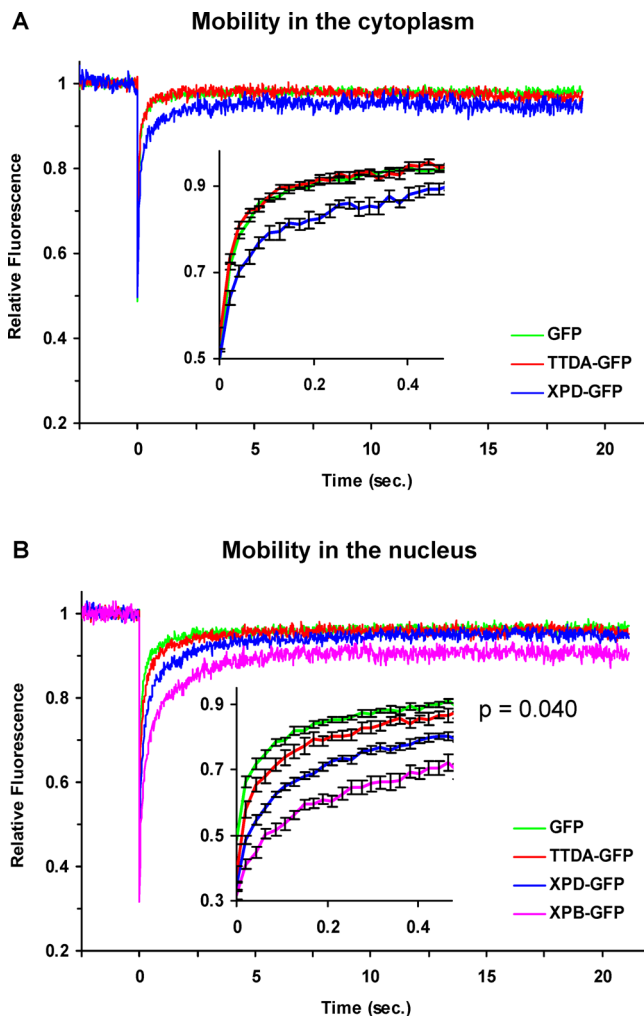 A
Mobility in the cytoplasm
Relative Fluorescence
1
0.8
0.6
0.4
0.2
0.9
0.7
0.5
0
0.2
0.4
GFP
TTDA-GFP
XPD-GFP
0
5
10
15
20
Time (sec.)
B
Mobility in the nucleus
Relative Fluorescence
1
0.8
0.6
0.4
0.2
0.9
0.7
0.5
0.3
0
0.2
0.4
p = 0.040
GFP
TTDA-GFP
XPD-GFP
XPB-GFP
0
5
10
15
20
Time (sec.)